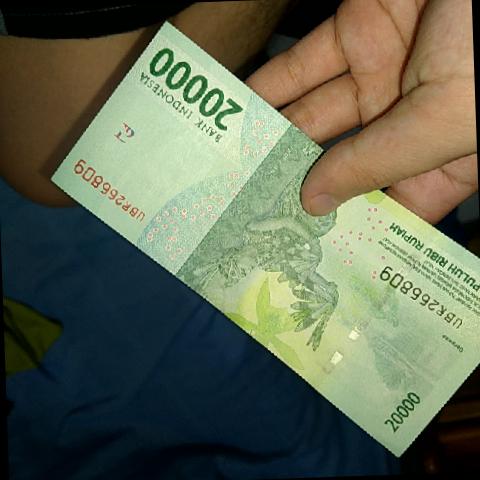 20000
BANK INDONESIA
UBR266809
PULUH RIBU RUPIAH
UBR266809
20000